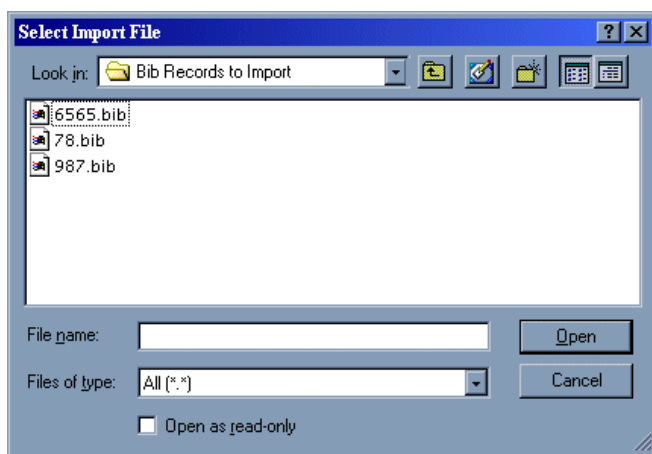 Select Import File
Look in: Bib Records to Import
6565.bib
78.bib
987.bib
File name: Open
Files of type: All (*.*) Cancel
Open as read-only